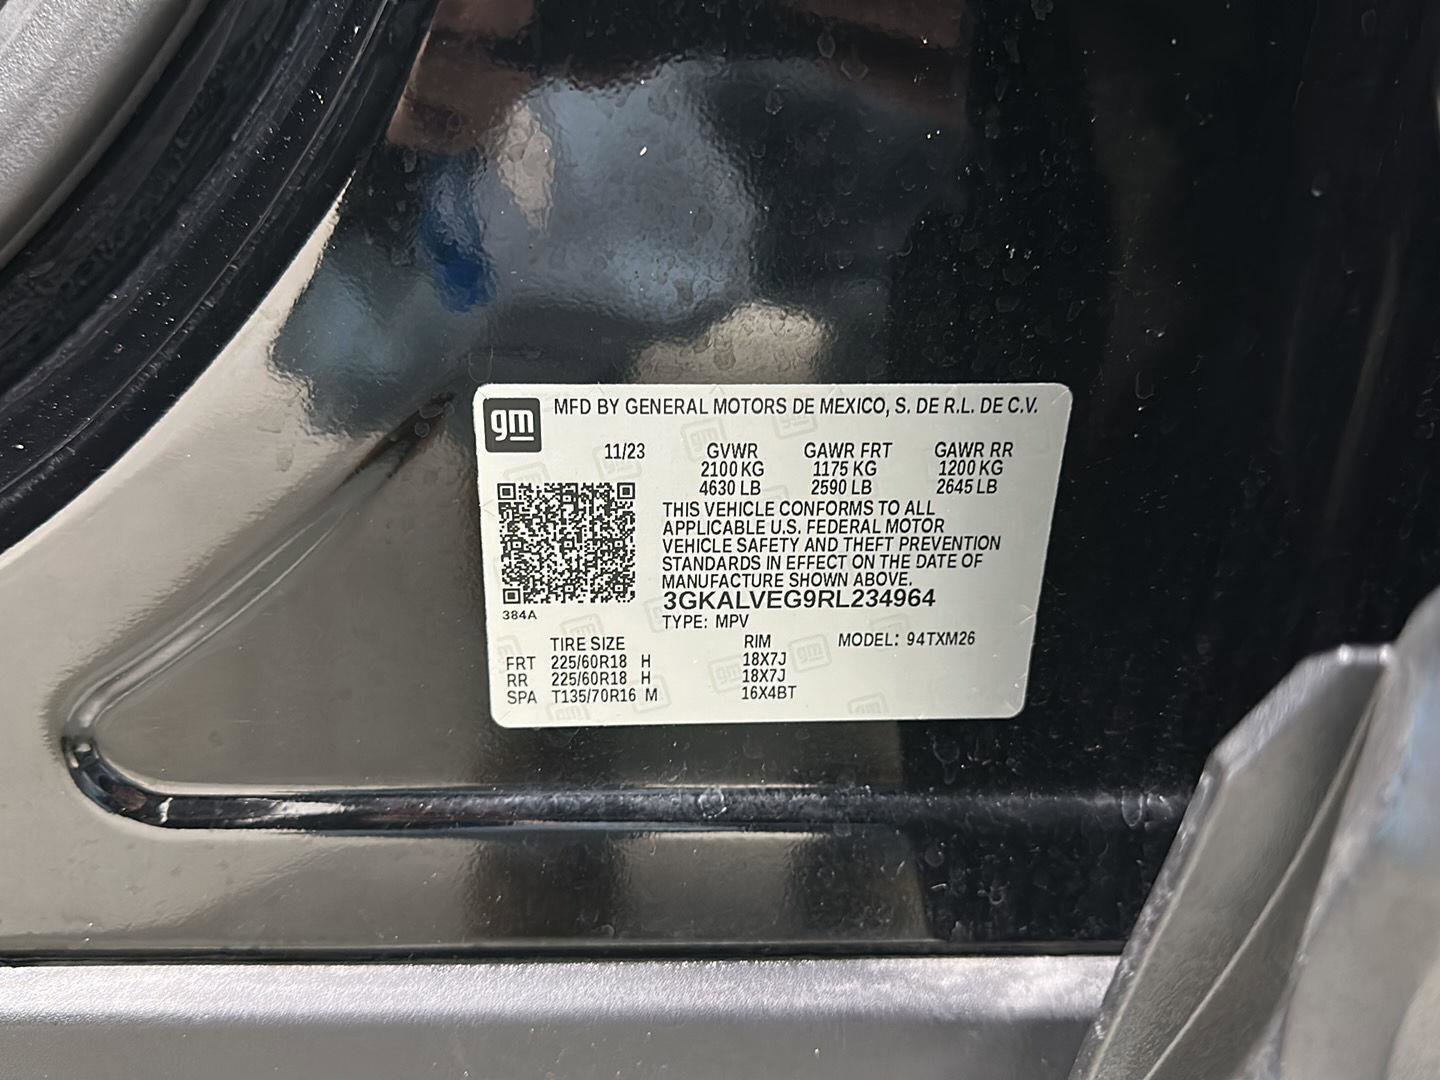 gm MFD BY GENERAL MOTORS DE MEXICO, S. DE R.L. DE C.V.
11/23 GVWR GAWR FRT GAWR RR
2100 KG 1175 KG 1200 KG
4630 LB 2590 LB 2645 LB
THIS VEHICLE CONFORMS TO ALL
APPLICABLE U.S. FEDERAL MOTOR
VEHICLE SAFETY AND THEFT PREVENTION
STANDARDS IN EFFECT ON THE DATE OF
MANUFACTURE SHOWN ABOVE.
384A
3GKALVEG9RL234964
TYPE: MPV
TIRE SIZE RIM MODEL: 94TXM26
FRT 225/60R18 H 18X7J
RR 225/60R18 H 18X7J
SPA T135/70R16 M 16X4BT